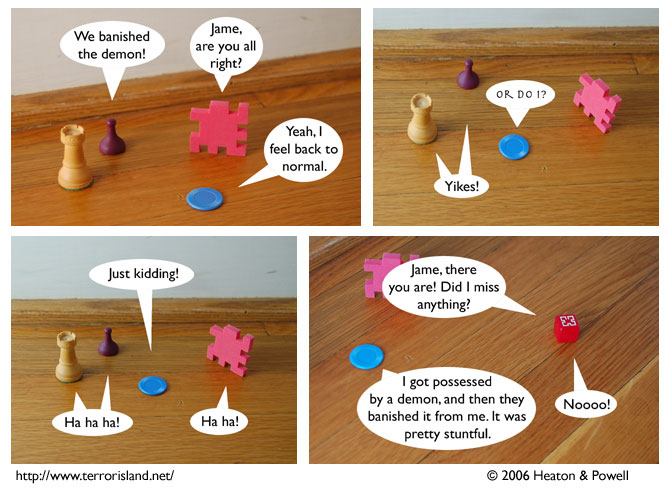 We banished
the demon!
Jame,
are you all
right?
Yeah, I
feel back to
normal.
OR DO I?
Yikes!
Just kidding!
Ha ha ha!
Ha!
Jame, there
you are! Did I miss
anything?
I got possessed
by a demon, and then they
banished it from me. It was
pretty stuntful.
Noooo!
http://www.terrorisland.net/
© 2006 Heaton & Powell